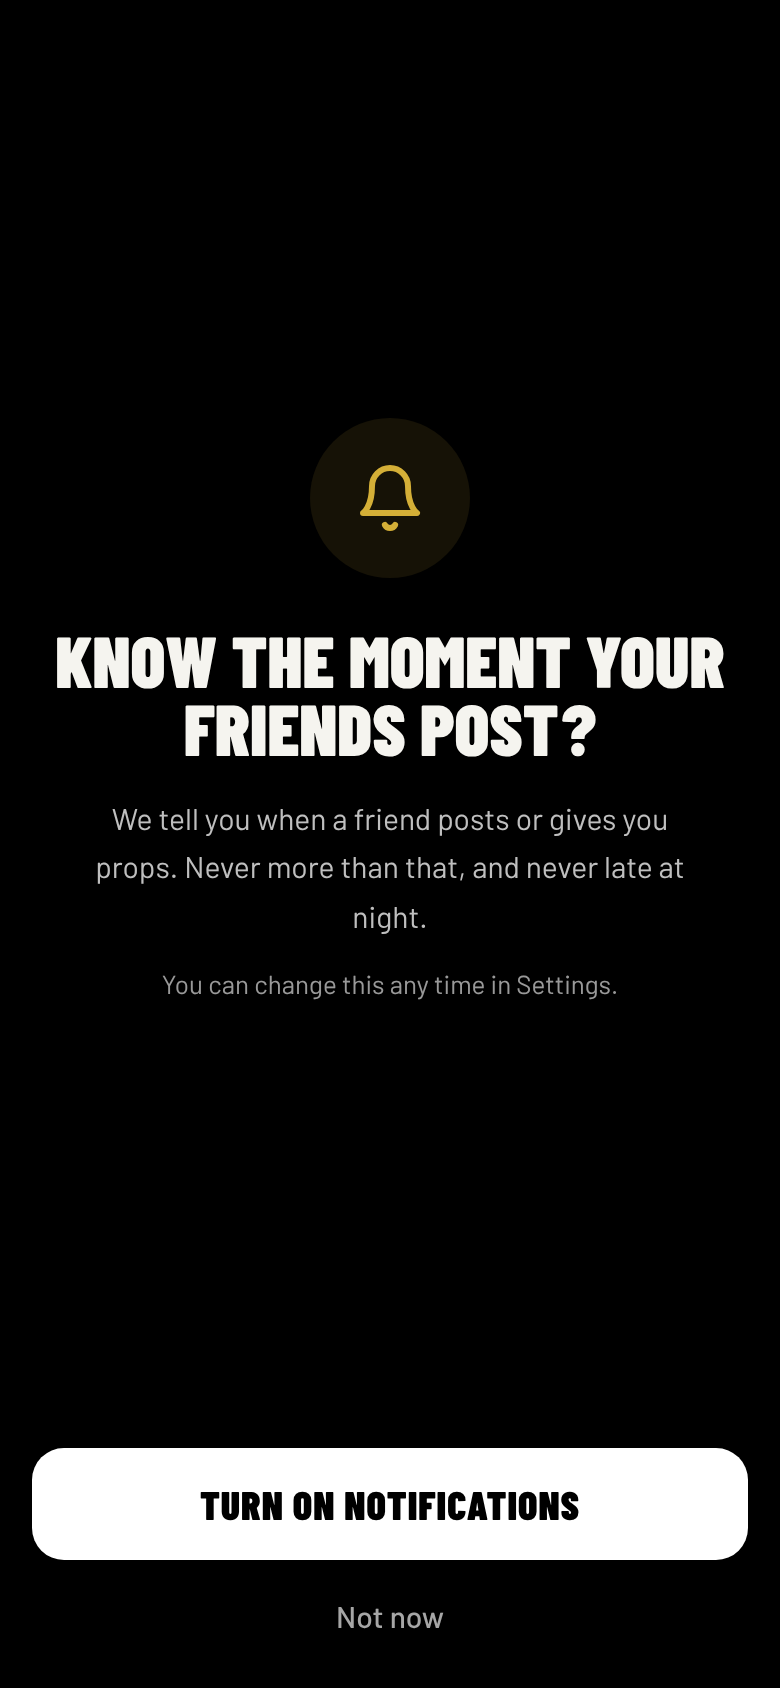 KNOW THE MOMENT YOUR
FRIENDS POST?
We tell you when a friend posts or gives you
props. Never more than that, and never late at
night.
You can change this any time in Settings.
TURN ON NOTIFICATIONS
Not now